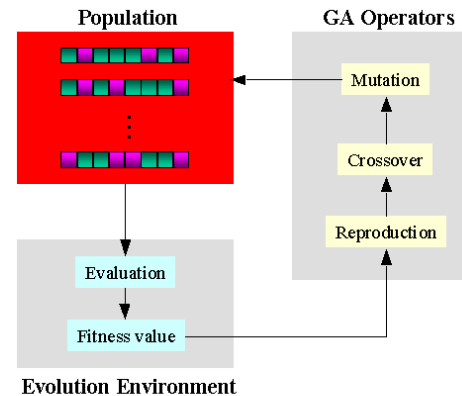 Population
GA Operators
Mutation
Crossover
Reproduction
Evaluation
Fitness value
Evolution Environment